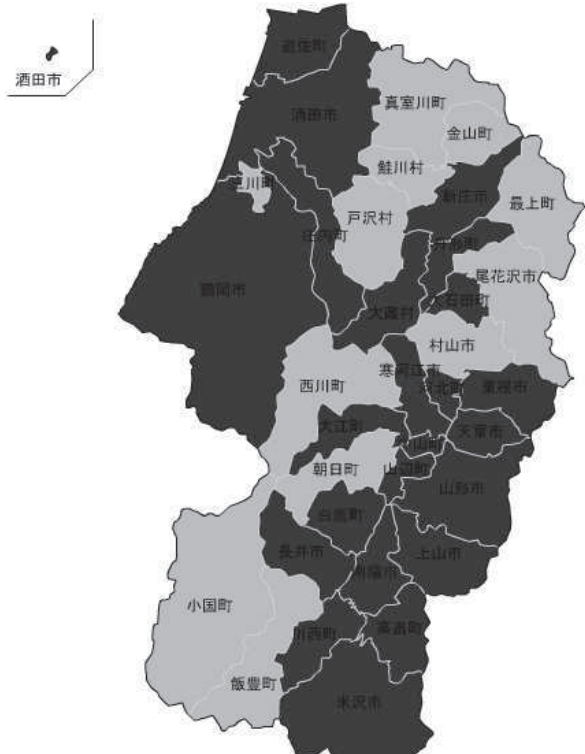 酒田市
遊佐町
酒田市
真室川町
金山町
鮭川村
新庄市
最上町
三川町
戸沢村
庄内町
舟形町
尾花沢市
鶴岡市
大石田町
大蔵村
村山市
寒河江市
西川町
河北町
東根市
大江町
天童市
中山町
朝日町
山辺町
山形市
白鷹町
長井市
上山市
南陽市
小国町
川西町
高畠町
飯豊町
米沢市